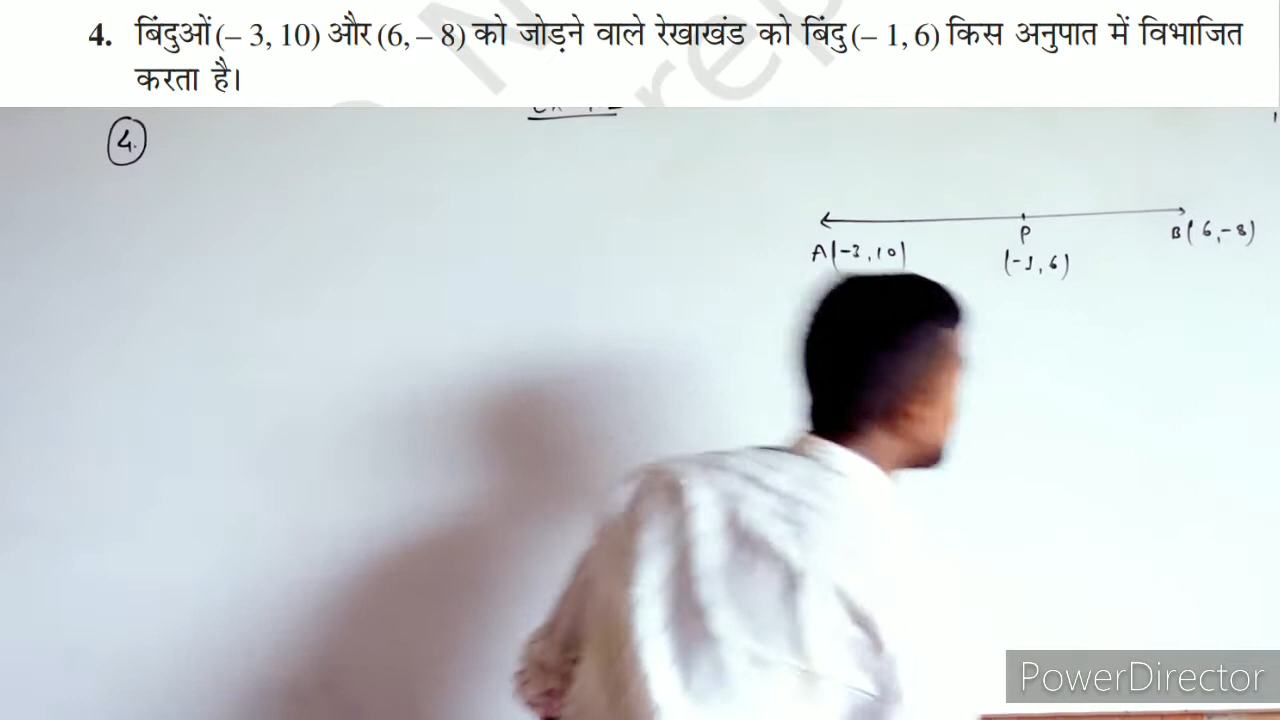 4. बिंदुओं (– 3, 10) और (6, – 8) को जोड़ने वाले रेखाखंड को बिंदु (– 1, 6) किस अनुपात में विभाजित
करता है।
4.
A(-3, 10)
P
(-1, 6)
B(6, -8)
PowerDirector